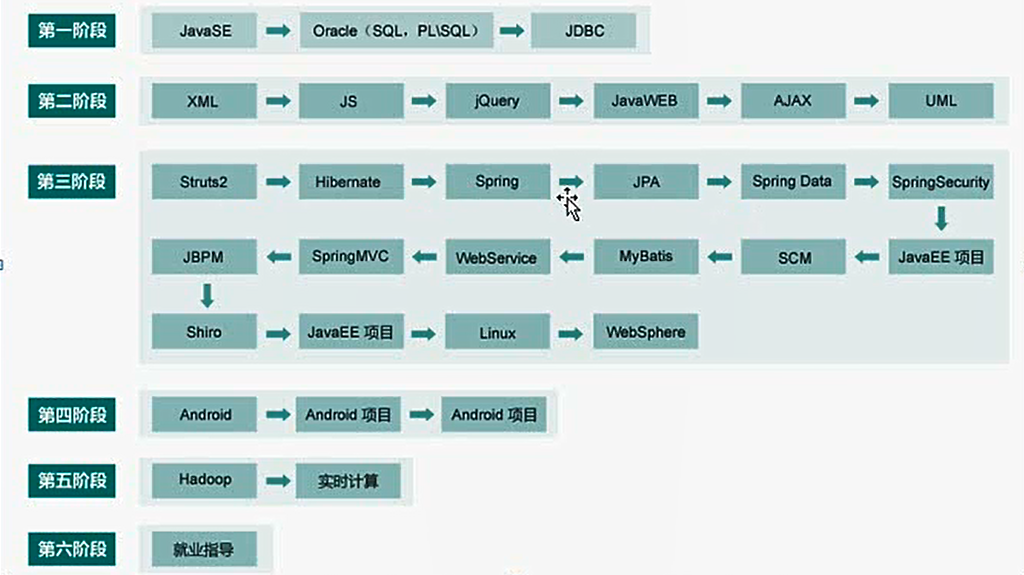 第一阶段 JavaSE Oracle（SQL，PL\SQL） JDBC
第二阶段 XML JS jQuery JavaWEB AJAX UML
第三阶段 Struts2 Hibernate Spring JPA Spring Data SpringSecurity
JBPM SpringMVC WebService MyBatis SCM JavaEE 项目
Shiro JavaEE 项目 Linux WebSphere
第四阶段 Android Android 项目 Android 项目
第五阶段 Hadoop 实时计算
第六阶段 就业指导